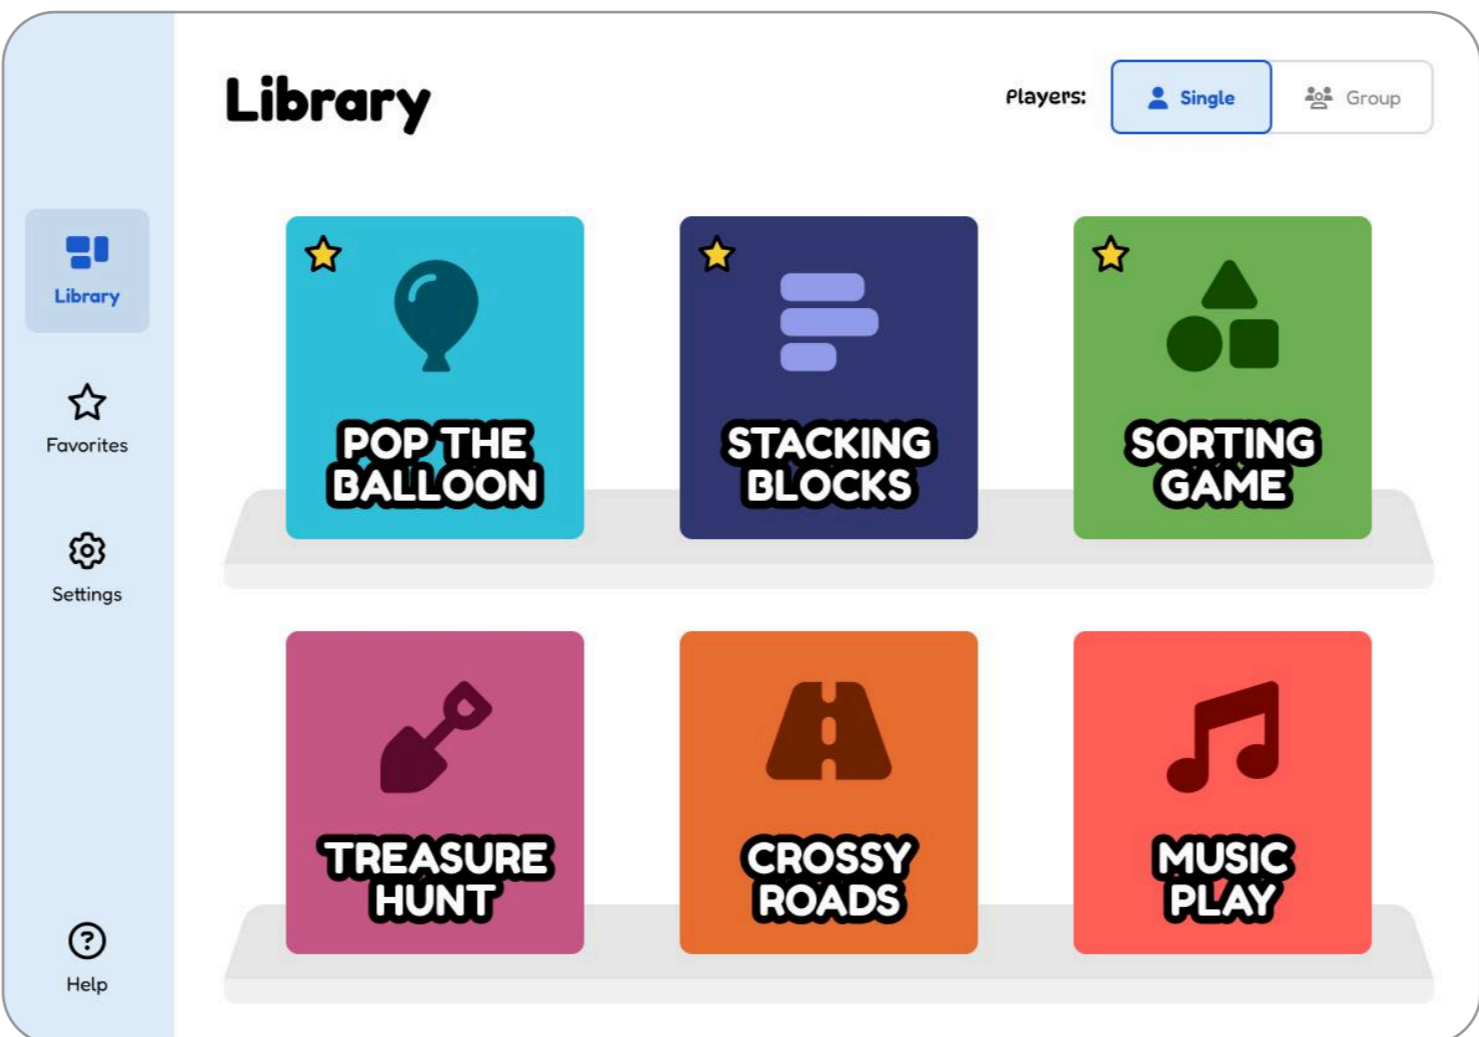 Library
Players:
Single
Group
Library
Favorites
Settings
Help
POP THE
BALLOON
STACKING
BLOCKS
SORTING
GAME
TREASURE
HUNT
CROSSY
ROADS
MUSIC
PLAY